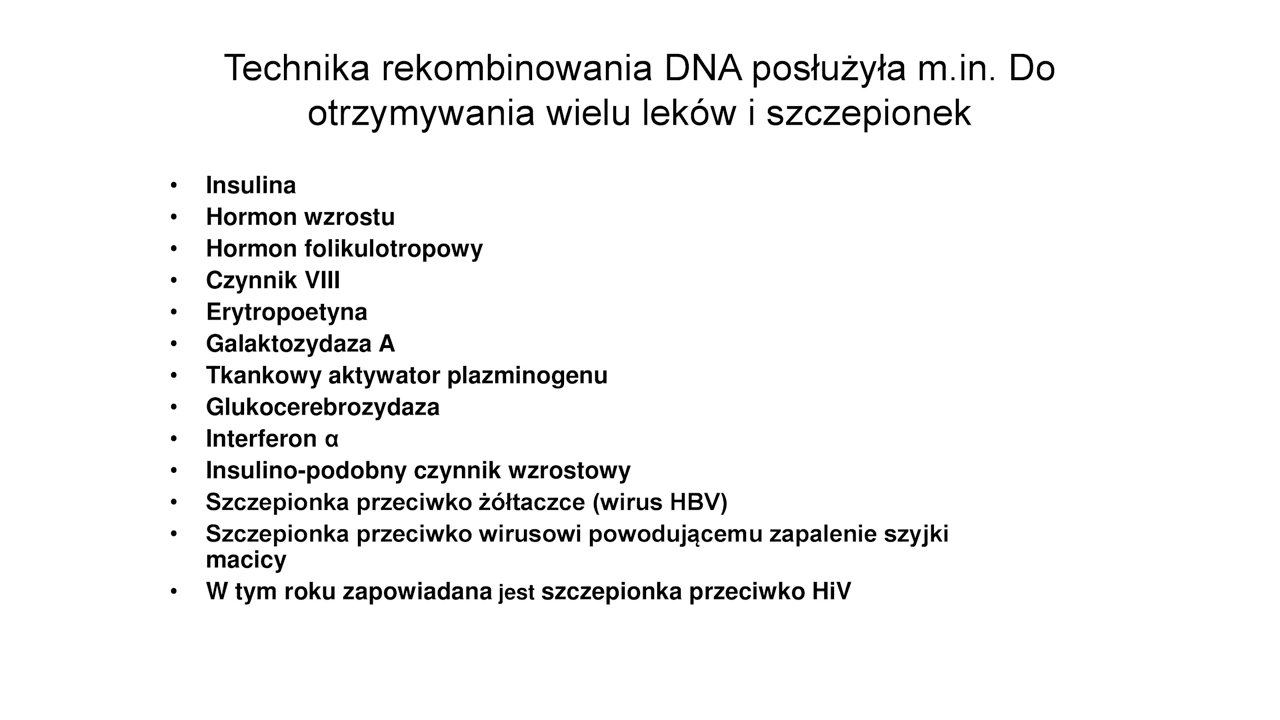 Technika rekombinowania DNA posłużyła m.in. Do
otrzymywania wielu leków i szczepionek
• Insulina
• Hormon wzrostu
• Hormon folikulotropowy
• Czynnik VIII
• Erytropoetyna
• Galaktozydaza A
• Tkankowy aktywator plazminogenu
• Glukocerebrozydaza
• Interferon α
• Insulino-podobny czynnik wzrostowy
• Szczepionka przeciwko żółtaczce (wirus HBV)
• Szczepionka przeciwko wirusowi powodującemu zapalenie szyjki
macicy
• W tym roku zapowiadana jest szczepionka przeciwko HiV